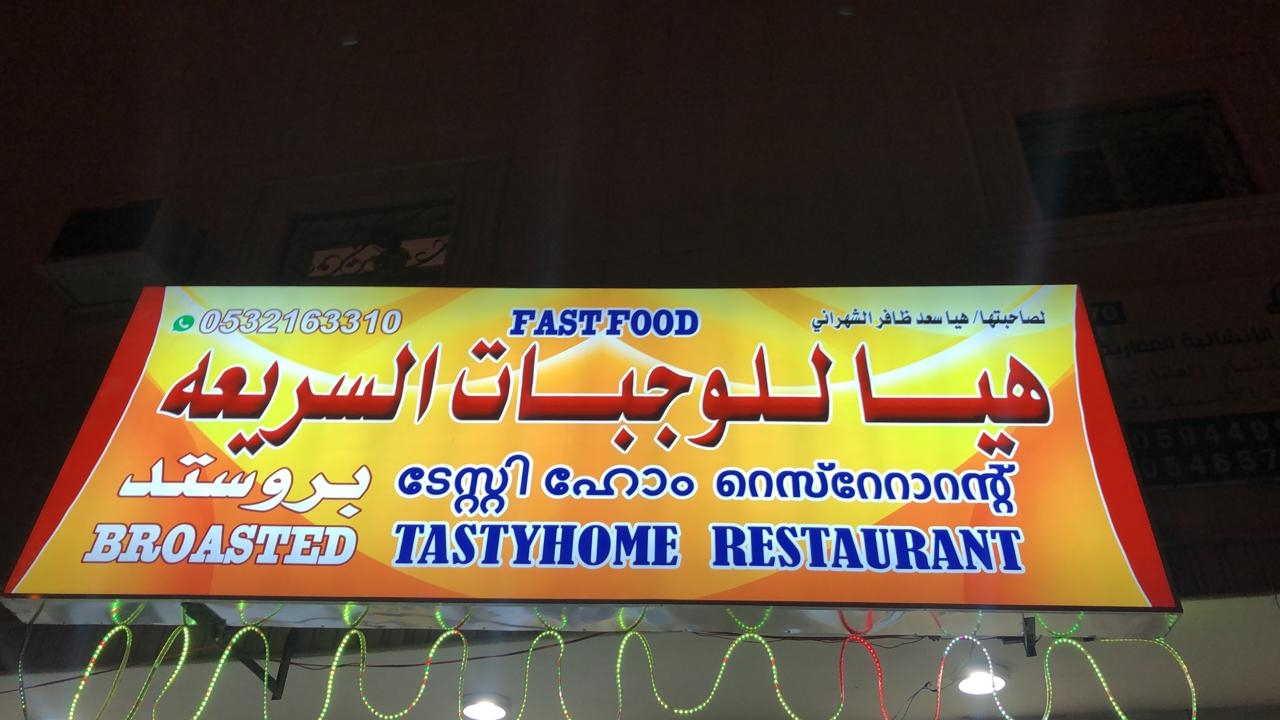 0532163310 FAST FOOD لصاحبتها/ هيا سعد ظافر الشهراني
هيا للوجبات السريعه
بروستد ടേസ്റ്റി ഹോം റെസ്റ്റോറന്റ്
BROASTED TASTYHOME RESTAURANT